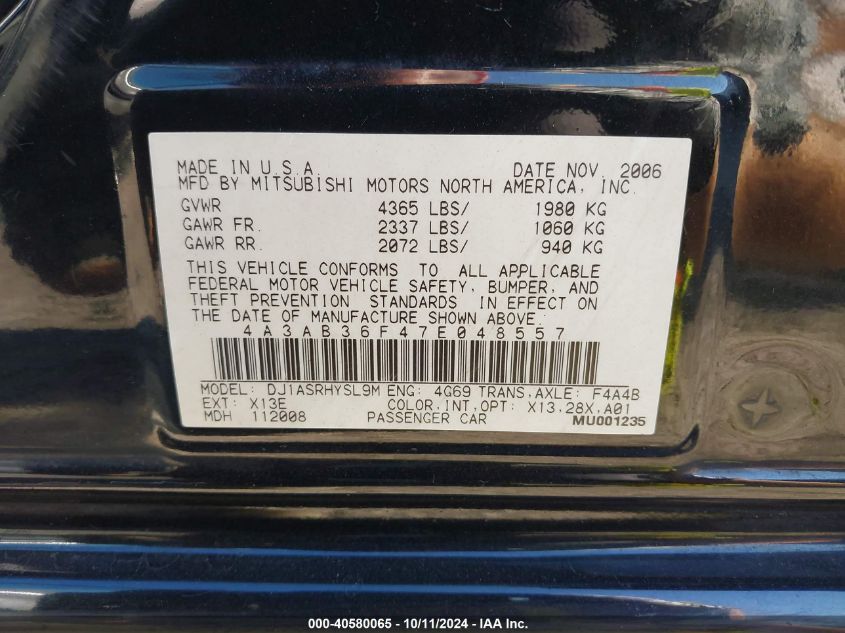 MADE IN U.S.A. DATE NOV. 2006
MFD BY MITSUBISHI MOTORS NORTH AMERICA, INC.
GVWR 4365 LBS/ 1980 KG
GAWR FR. 2337 LBS/ 1060 KG
GAWR RR. 2072 LBS/ 940 KG
THIS VEHICLE CONFORMS TO ALL APPLICABLE
FEDERAL MOTOR VEHICLE SAFETY, BUMPER, AND
THEFT PREVENTION STANDARDS IN EFFECT ON
THE DATE OF MANUFACTURE SHOWN ABOVE.
4A3AB36F47E048557
MODEL: DJ1ASRHYSL9M ENG: 4G69 TRANS,AXLE: F4A4B
EXT: X13E COLOR,INT,OPT: X13,28X,A01
MDH 112008 PASSENGER CAR MU001235
000-40580065 - 10/11/2024 - IAA Inc.